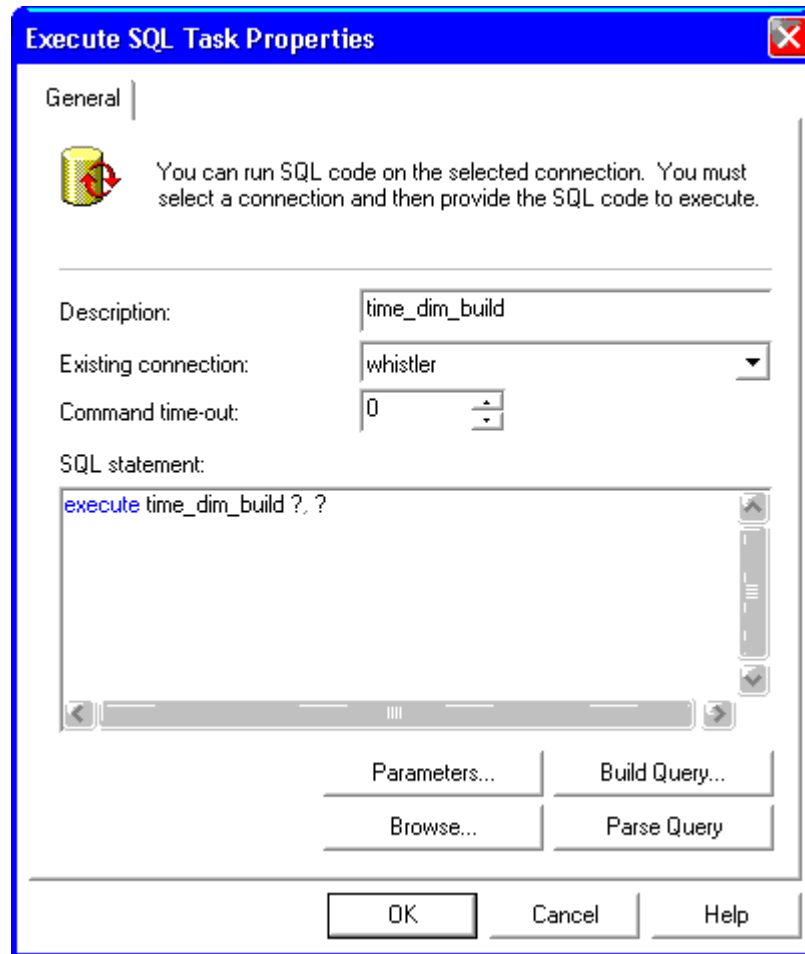 Execute SQL Task Properties
General
You can run SQL code on the selected connection. You must
select a connection and then provide the SQL code to execute.
Description:
time_dim_build
Existing connection:
whistler
Command time-out:
0
SQL statement:
execute time_dim_build ?, ?
Parameters...
Build Query...
Browse...
Parse Query
OK
Cancel
Help